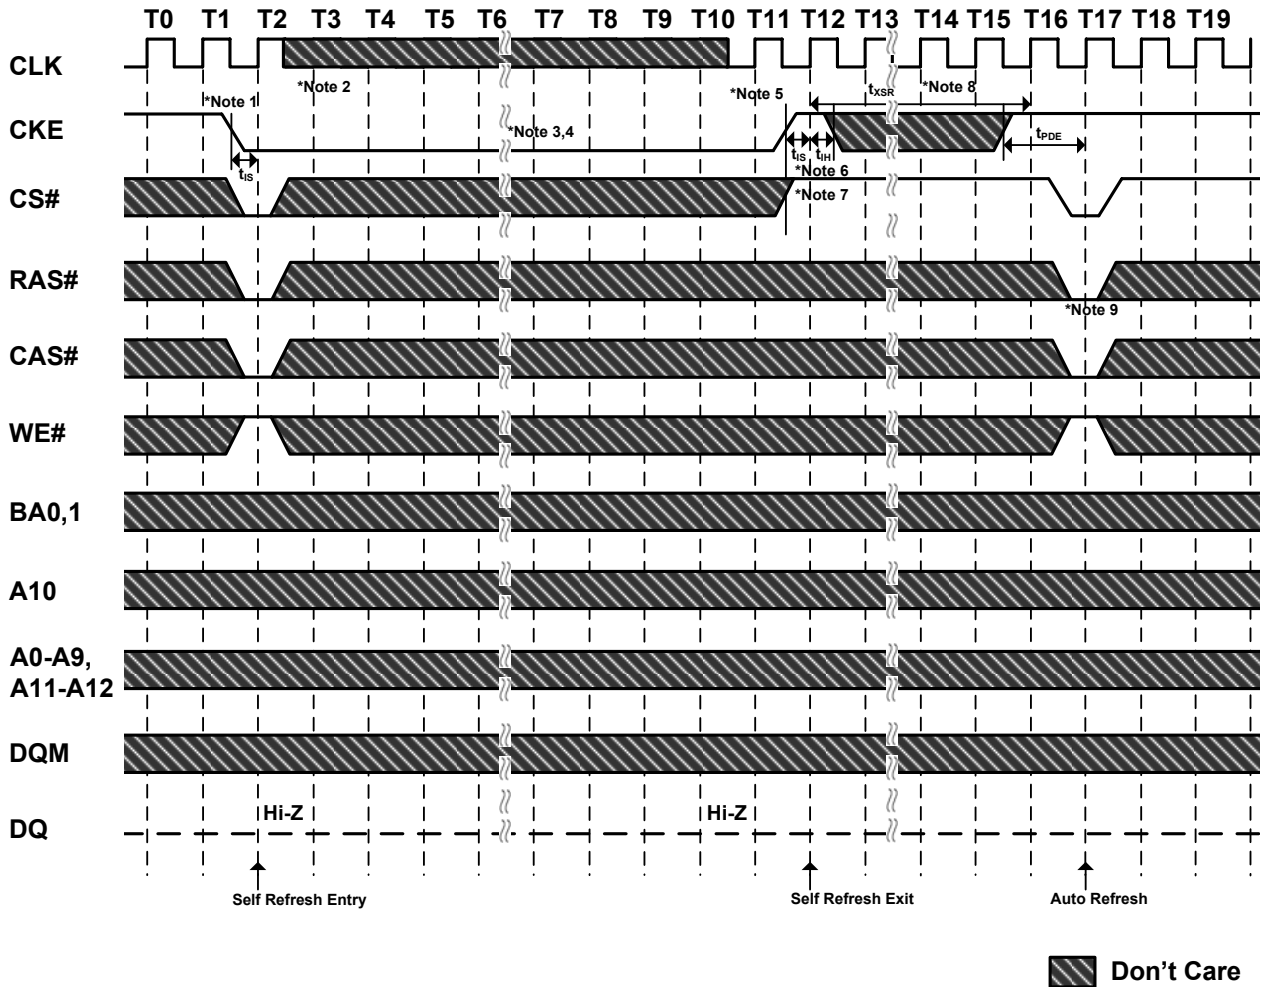 T0 T1 T2 T3 T4 T5 T6 T7 T8 T9 T10 T11 T12 T13 T14 T15 T16 T17 T18 T19
CLK
*Note 1
*Note 2
*Note 5
tXSR
*Note 8
CKE
*Note 3,4
tIS
tIS
tIH
tPDE
*Note 6
CS#
*Note 7
RAS#
*Note 9
CAS#
WE#
BA0,1
A10
A0-A9,
A11-A12
DQM
Hi-Z
Hi-Z
DQ
Self Refresh Entry
Self Refresh Exit
Auto Refresh
Don't Care